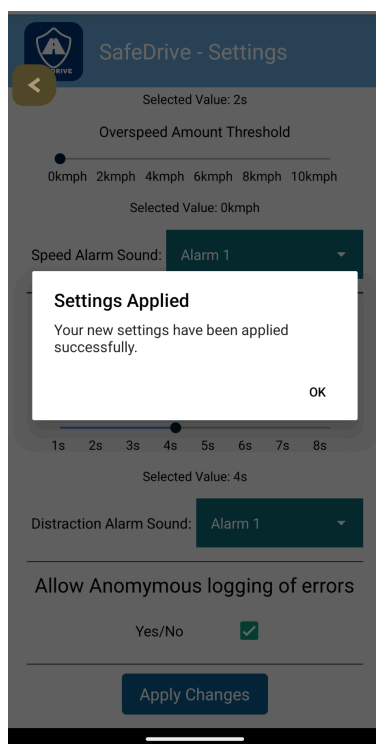 DRIVE
SafeDrive - Settings
Selected Value: 2s
Overspeed Amount Threshold
0kmph 2kmph 4kmph 6kmph 8kmph 10kmph
Selected Value: 0kmph
Speed Alarm Sound: Alarm 1
Settings Applied
Your new settings have been applied
successfully.
OK
1s 2s 3s 4s 5s 6s 7s 8s
Selected Value: 4s
Distraction Alarm Sound: Alarm 1
Allow Anomymous logging of errors
Yes/No
Apply Changes